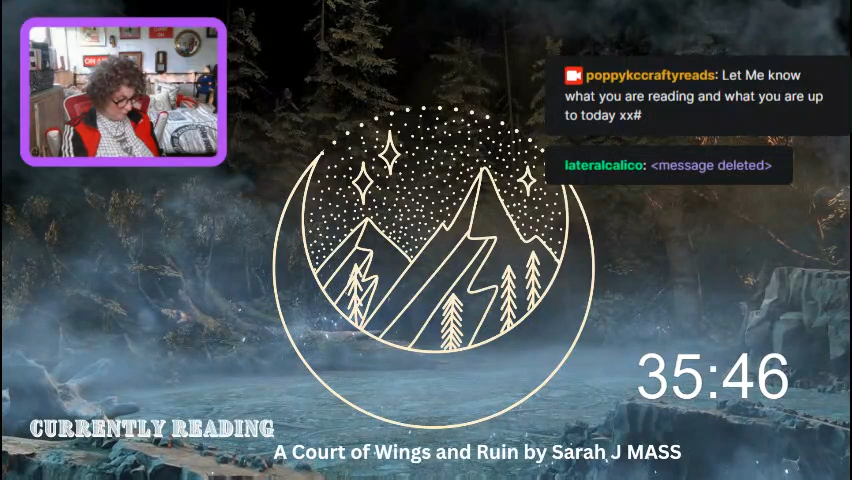 poppykccraftyreads: Let Me know
what you are reading and what you are up
to today xx#
lateralcalico: <message deleted>
35:46
CURRENTLY READING
A Court of Wings and Ruin by Sarah J MASS